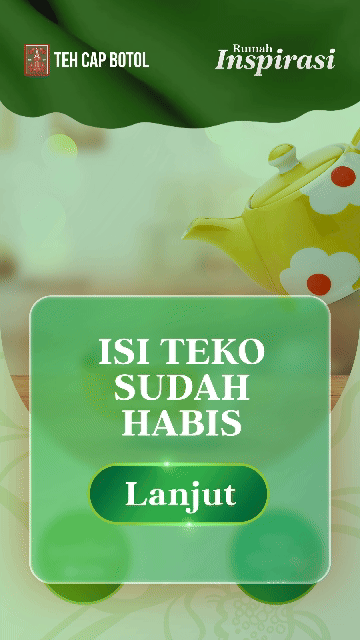 TEH CAP BOTOL
Rumah
Inspirasi
ISI TEKO
SUDAH
HABIS
Lanjut